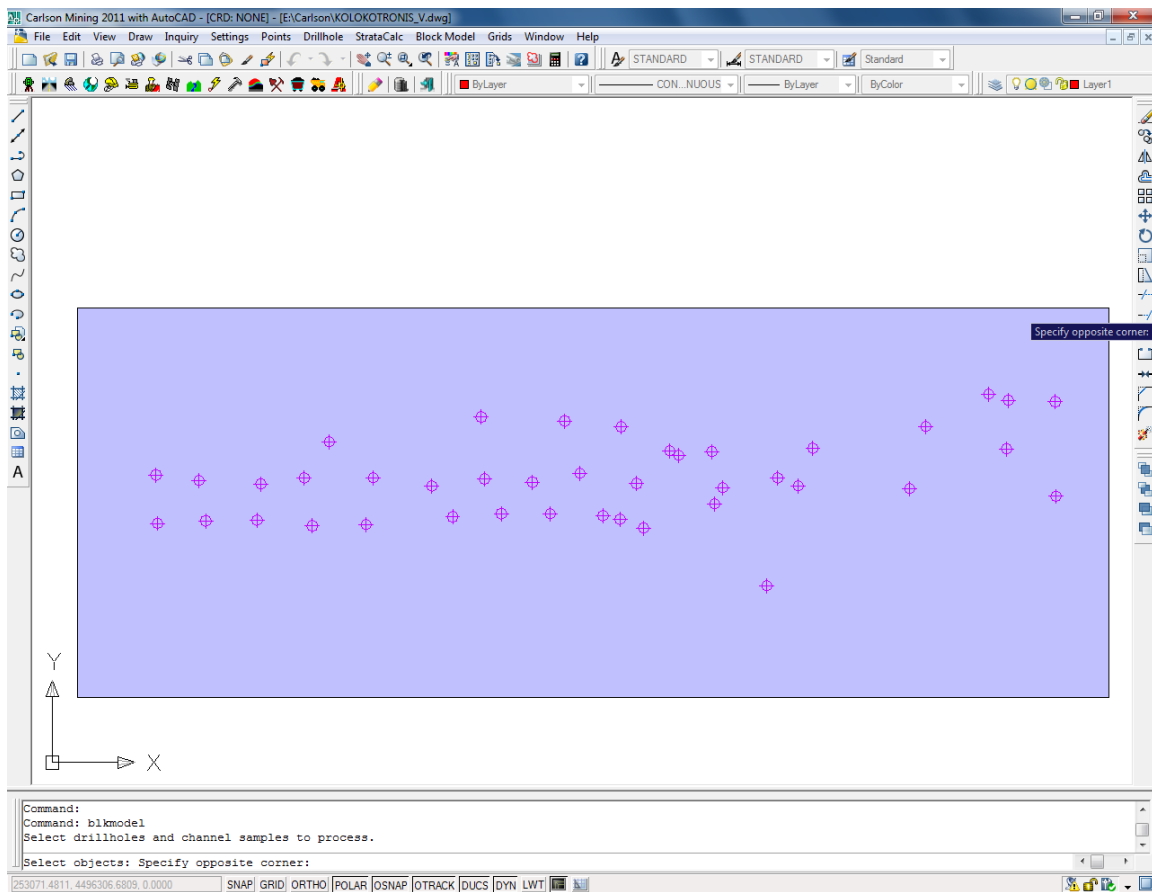 Carlson Mining 2011 with AutoCAD - [CRD: NONE] - [E:\Carlson\KOLOKOTRONIS_V.dwg]
File Edit View Draw Inquiry Settings Points Drillhole StrataCalc Block Model Grids Window Help
STANDARD STANDARD Standard
ByLayer CON...NUOUS ByLayer ByColor Layer1
A
Specify opposite corner:
Y
X
Command:
Command: blkmodel
Select drillholes and channel samples to process.
Select objects: Specify opposite corner:
253071.4811, 4496306.6809, 0.0000 SNAP GRID ORTHO POLAR OSNAP OTRACK DUCS DYN LWT